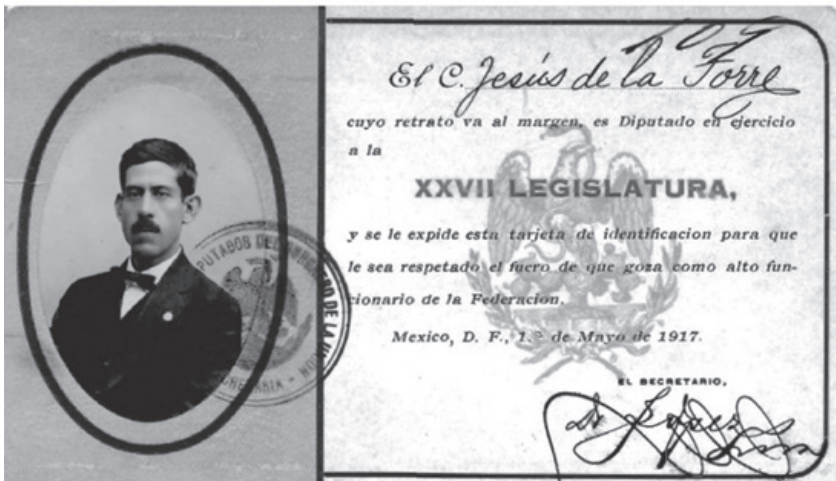 El C. Jesús de la Torre
cuyo retrato va al margen, es Diputado en ejercicio
a la
XXVII LEGISLATURA,
y se le expide esta tarjeta de identificacion para que
le sea respetado el fuero de que goza como alto fun-
cionario de la Federacion.
Mexico, D. F., 1.º de Mayo de 1917.
EL SECRETARIO,